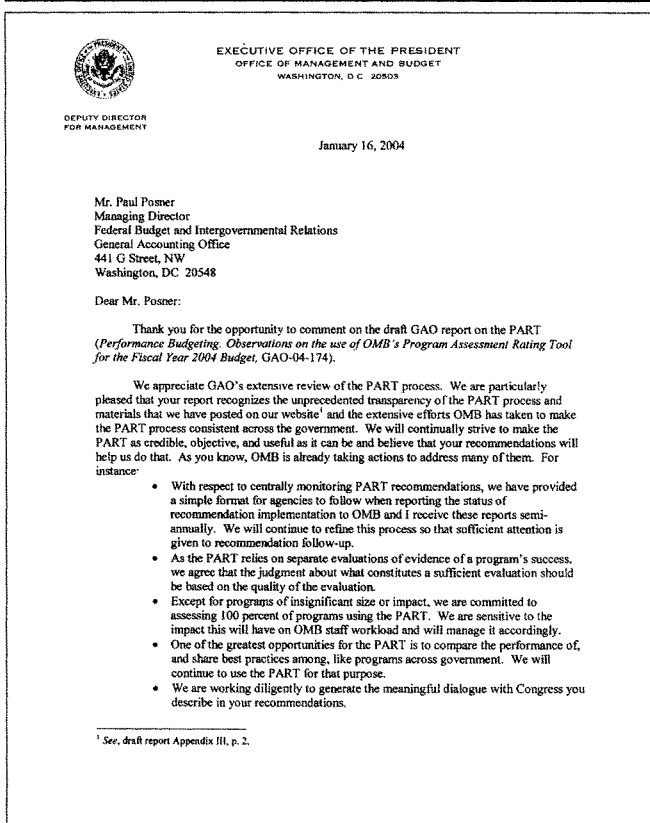 EXECUTIVE OFFICE OF THE PRESIDENT
OFFICE OF MANAGEMENT AND BUDGET
WASHINGTON, D C 20503
DEPUTY DIRECTOR
FOR MANAGEMENT
January 16, 2004
Mr. Paul Posner
Managing Director
Federal Budget and Intergovernmental Relations
General Accounting Office
441 G Street, NW
Washington, DC 20548
Dear Mr. Posner:
Thank you for the opportunity to comment on the draft GAO report on the PART
(Performance Budgeting. Observations on the use of OMB's Program Assessment Rating Tool
for the Fiscal Year 2004 Budget, GAO-04-174).
We appreciate GAO's extensive review of the PART process. We are particularly
pleased that your report recognizes the unprecedented transparency of the PART process and
materials that we have posted on our website¹ and the extensive efforts OMB has taken to make
the PART process consistent across the government. We will continually strive to make the
PART as credible, objective, and useful as it can be and believe that your recommendations will
help us do that. As you know, OMB is already taking actions to address many of them. For
instance·
• With respect to centrally monitoring PART recommendations, we have provided
a simple format for agencies to follow when reporting the status of
recommendation implementation to OMB and I receive these reports semi-
annually. We will continue to refine this process so that sufficient attention is
given to recommendation follow-up.
• As the PART relies on separate evaluations of evidence of a program's success,
we agree that the judgment about what constitutes a sufficient evaluation should
be based on the quality of the evaluation.
• Except for programs of insignificant size or impact, we are committed to
assessing 100 percent of programs using the PART. We are sensitive to the
impact this will have on OMB staff workload and will manage it accordingly.
• One of the greatest opportunities for the PART is to compare the performance of,
and share best practices among, like programs across government. We will
continue to use the PART for that purpose.
• We are working diligently to generate the meaningful dialogue with Congress you
describe in your recommendations.
¹ See, draft report Appendix III, p. 2.